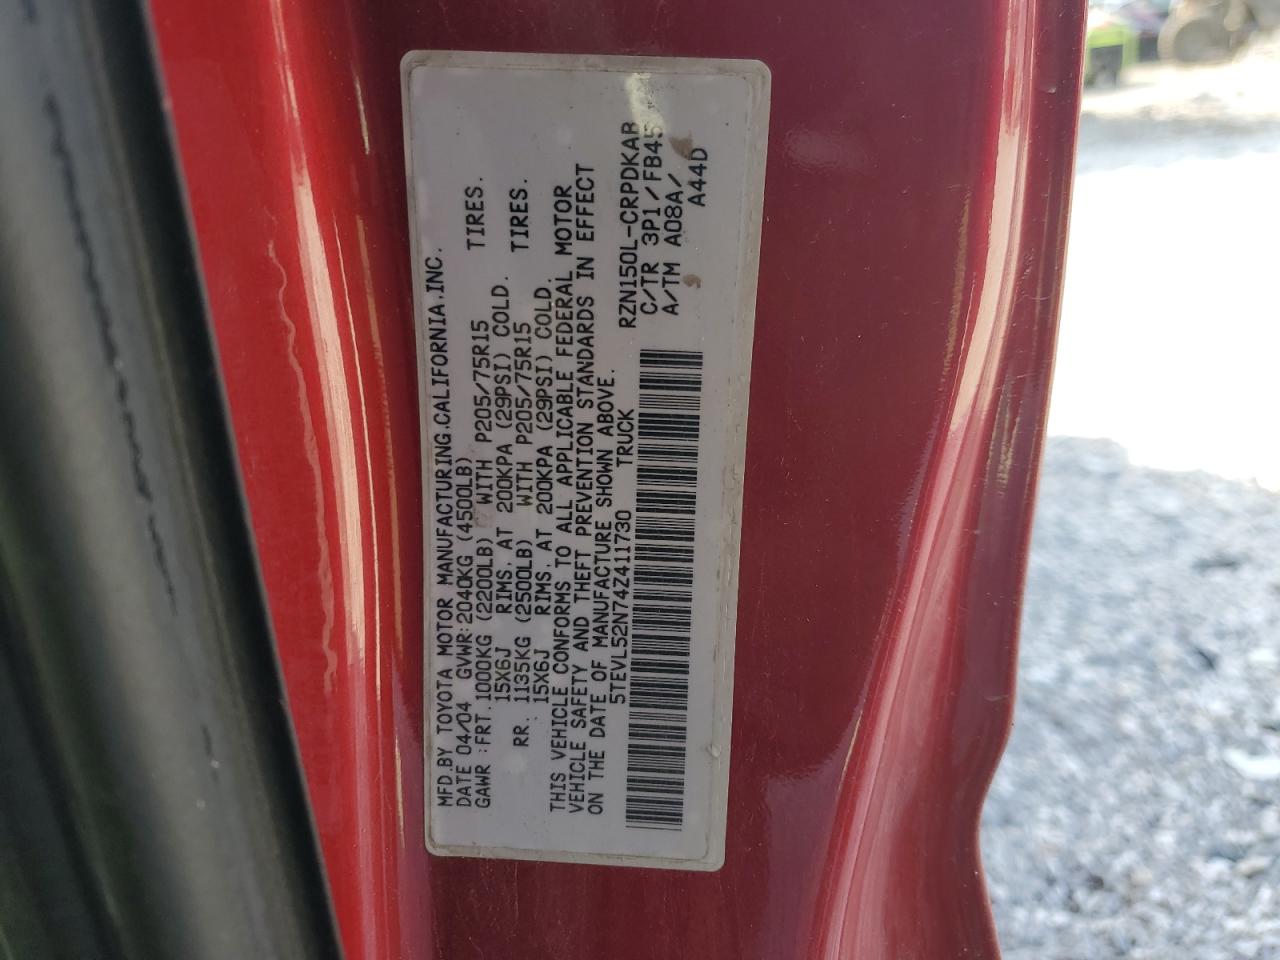 MFD.BY TOYOTA MOTOR MANUFACTURING.CALIFORNIA.INC.
DATE 04/04 GVWR:2040KG (4500LB)
GAWR :FRT.1000KG (2200LB) WITH P205/75R15 TIRES.
15X6J RIMS,AT 200KPA (29PSI) COLD.
RR. 1135KG (2500LB) WITH P205/75R15 TIRES.
15X6J RIMS,AT 200KPA (29PSI) COLD.
THIS VEHICLE CONFORMS TO ALL APPLICABLE FEDERAL MOTOR
VEHICLE SAFETY AND THEFT PREVENTION STANDARDS IN EFFECT
ON THE DATE OF MANUFACTURE SHOWN ABOVE.
5TEVL52N74Z411730 TRUCK
RZN150L-CRPDKAB
C/TR 3P1/FB45
A/TM A08A/
A44D